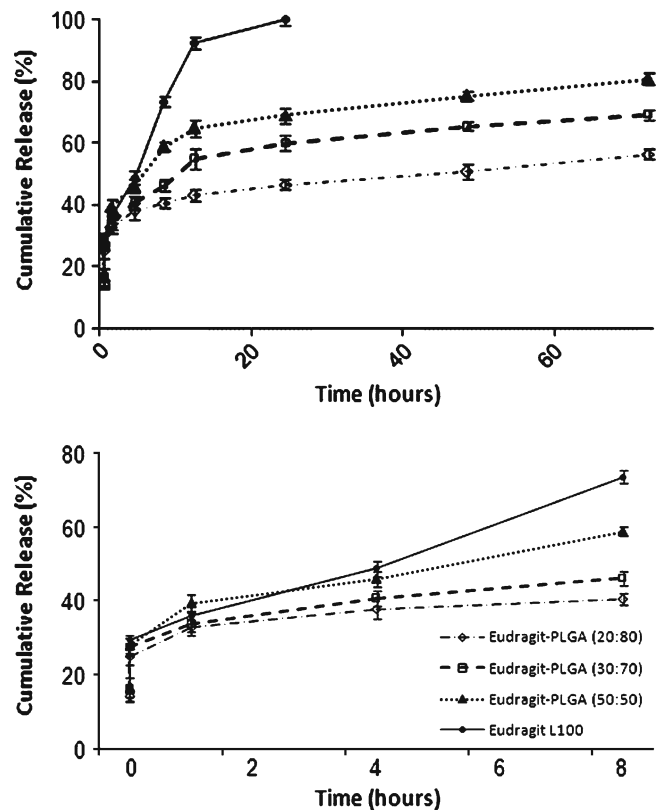 100
80
60
40
20
0
Cumulative Release (%)
0
20
40
60
Time (hours)
80
60
40
20
0
Cumulative Release (%)
Eudragit-PLGA (20:80)
Eudragit-PLGA (30:70)
Eudragit-PLGA (50:50)
Eudragit L100
0
2
4
6
8
Time (hours)